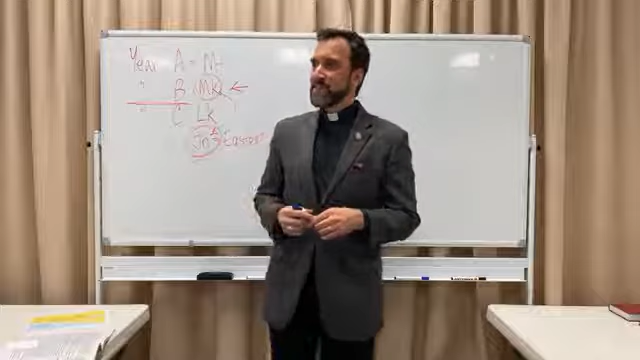 Year A = Mt
" B (Mk) ←
" C Lk
Jn Easter